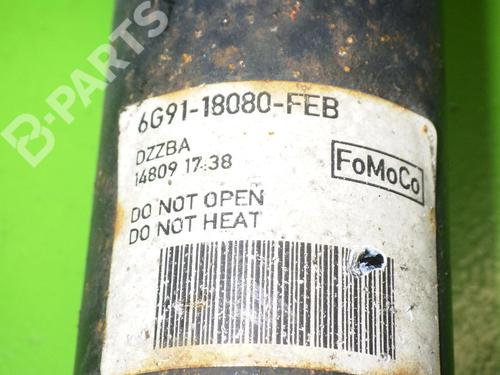 B-PARTS
6G91-18080-FEB
DZZBA
14809 17:38
FoMoCo
DO NOT OPEN
DO NOT HEAT